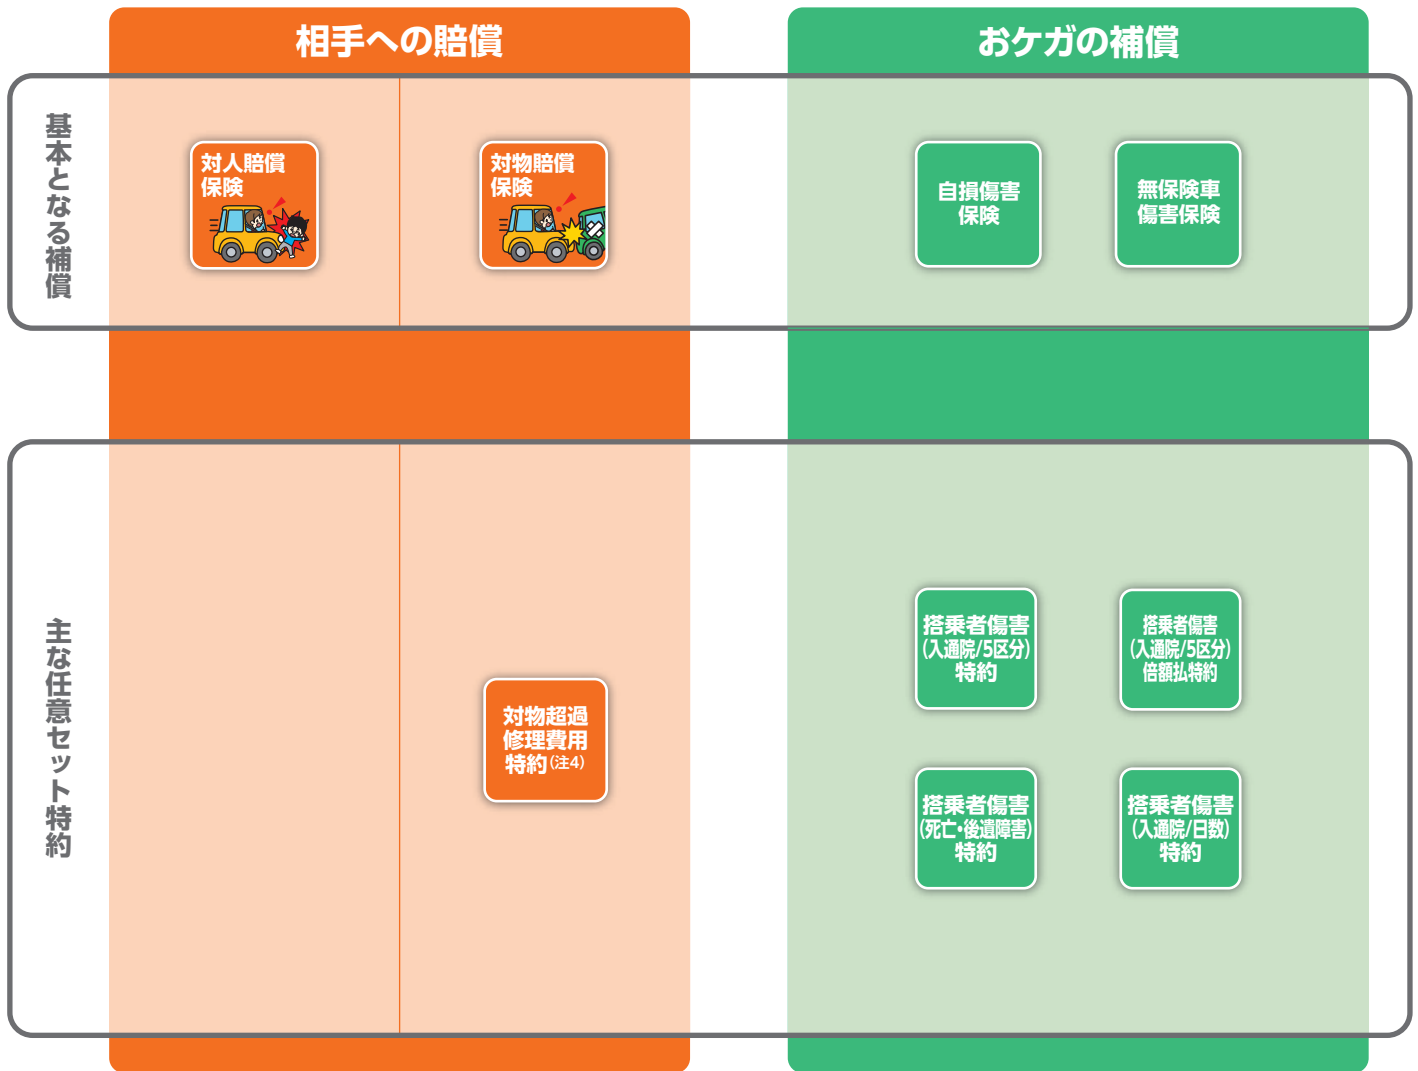 相手への賠償
おケガの補償
基本となる補償
対人賠償
保険
対物賠償
保険
自損傷害
保険
無保険車
傷害保険
主な任意セット特約
対物超過
修理費用
特約(注4)
搭乗者傷害
(入通院/5区分)
特約
搭乗者傷害
(入通院/5区分)
倍額払特約
搭乗者傷害
(死亡・後遺障害)
特約
搭乗者傷害
(入通院/日数)
特約